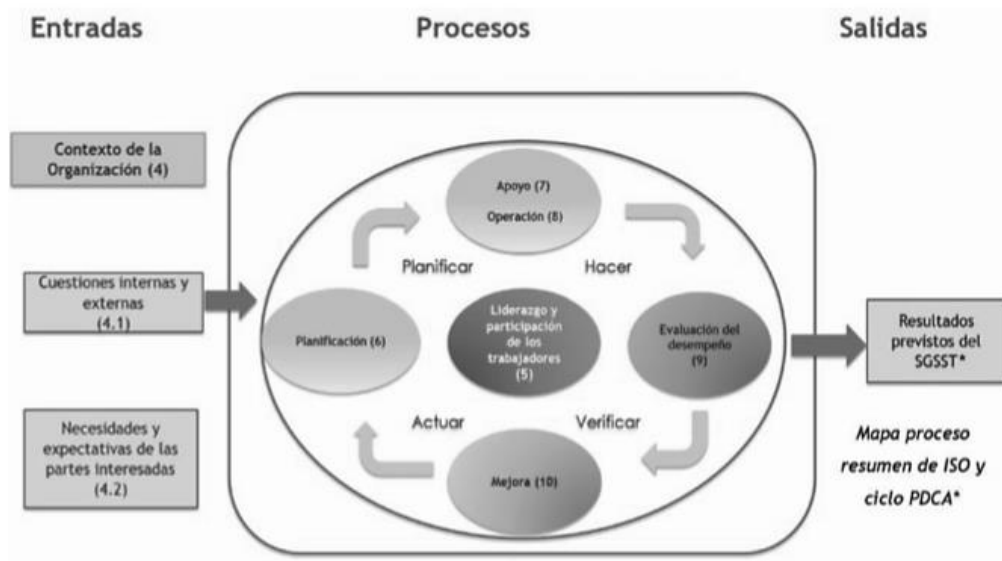 Entradas
Procesos
Salidas
Contexto de la
Organización (4)
Cuestiones internas y
externas
(4.1)
Necesidades y
expectativas de las
partes interesadas
(4.2)
Apoyo (7)
Operación (8)
Planificar
Hacer
Planificación (6)
Liderazgo y
participación
de los
trabajadores
(5)
Evaluación del
desempeño
(9)
Actuar
Verificar
Mejora (10)
Resultados
previstos del
SGSST*
Mapa proceso
resumen de ISO y
ciclo PDCA*